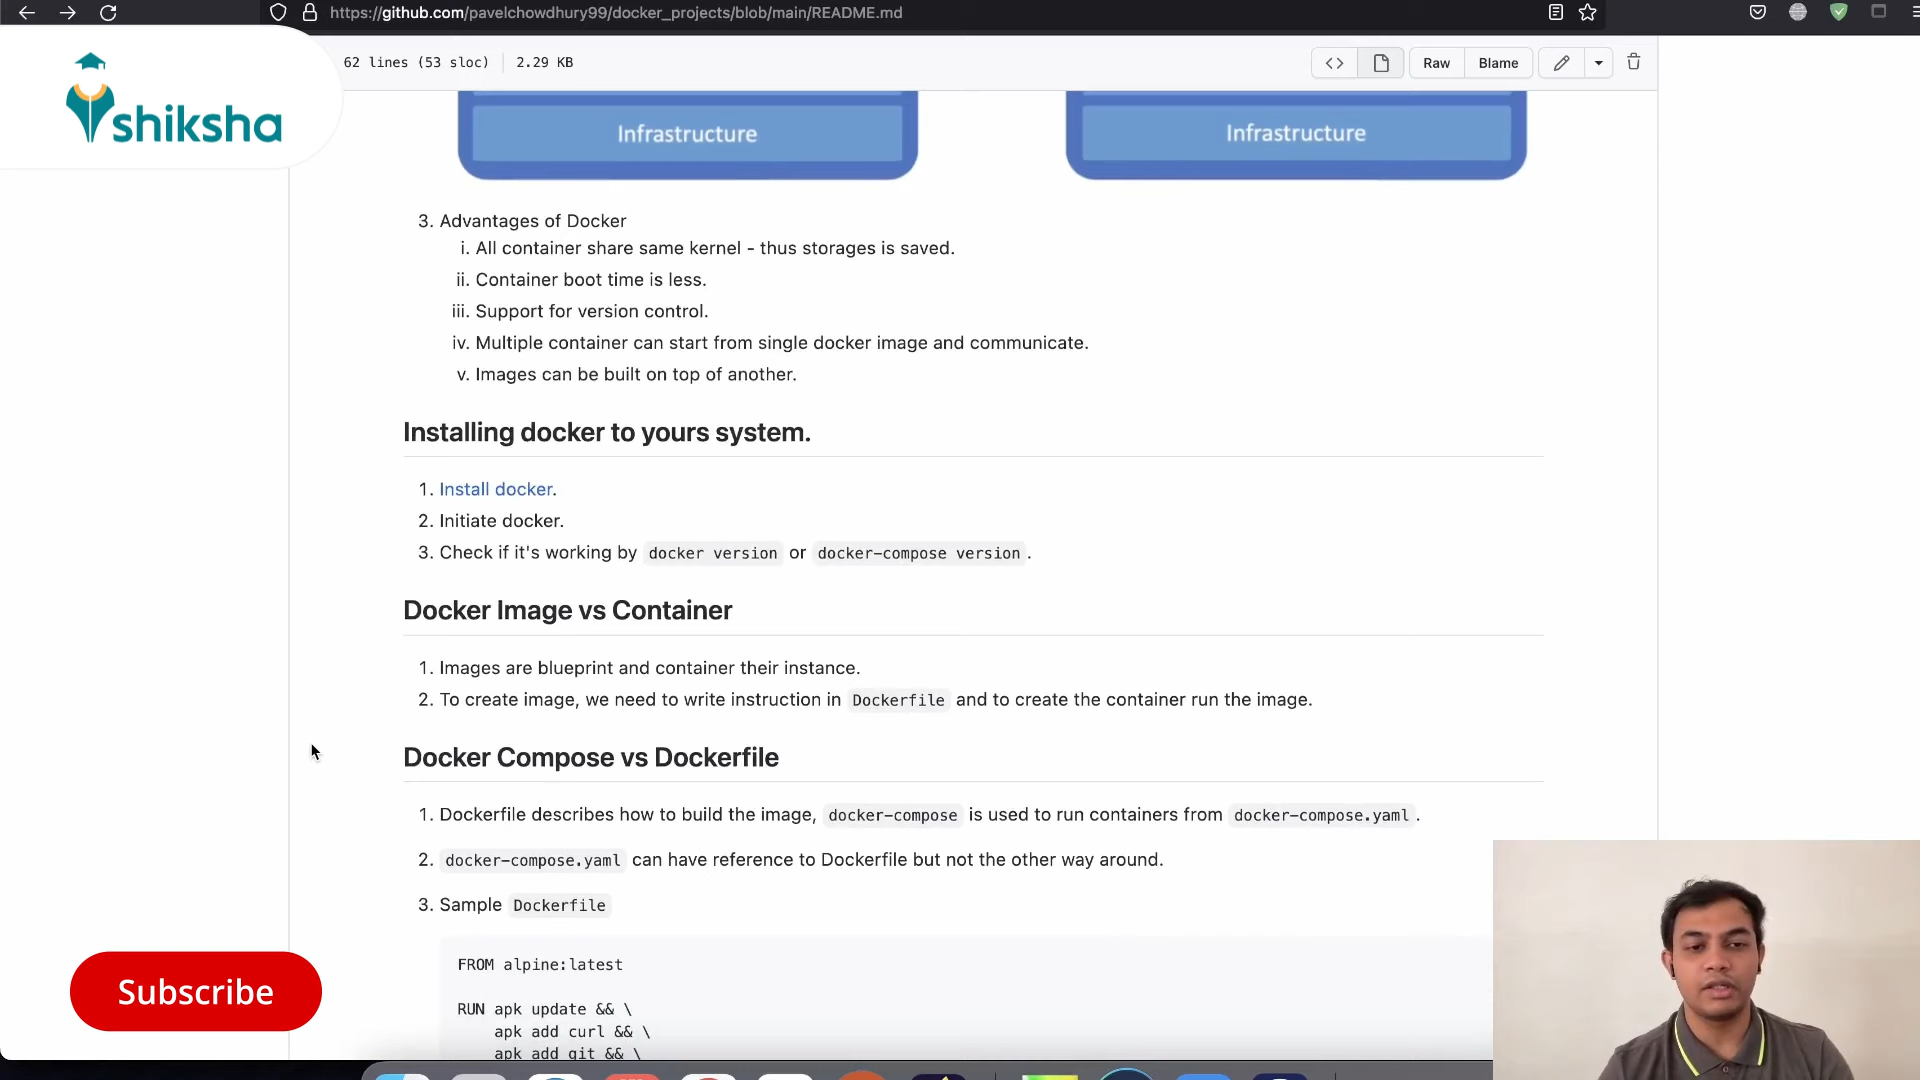 https://github.com/pavelchowdhury99/docker_projects/blob/main/README.md
shiksha
62 lines (53 sloc) 2.29 KB
Raw
Blame
Infrastructure
Infrastructure
3. Advantages of Docker
i. All container share same kernel - thus storages is saved.
ii. Container boot time is less.
iii. Support for version control.
iv. Multiple container can start from single docker image and communicate.
v. Images can be built on top of another.
Installing docker to yours system.
1. Install docker.
2. Initiate docker.
3. Check if it's working by docker version or docker-compose version .
Docker Image vs Container
1. Images are blueprint and container their instance.
2. To create image, we need to write instruction in Dockerfile and to create the container run the image.
Docker Compose vs Dockerfile
1. Dockerfile describes how to build the image, docker-compose is used to run containers from docker-compose.yaml .
2. docker-compose.yaml can have reference to Dockerfile but not the other way around.
3. Sample Dockerfile
FROM alpine:latest
RUN apk update && \
apk add curl && \
apk add git && \
Subscribe